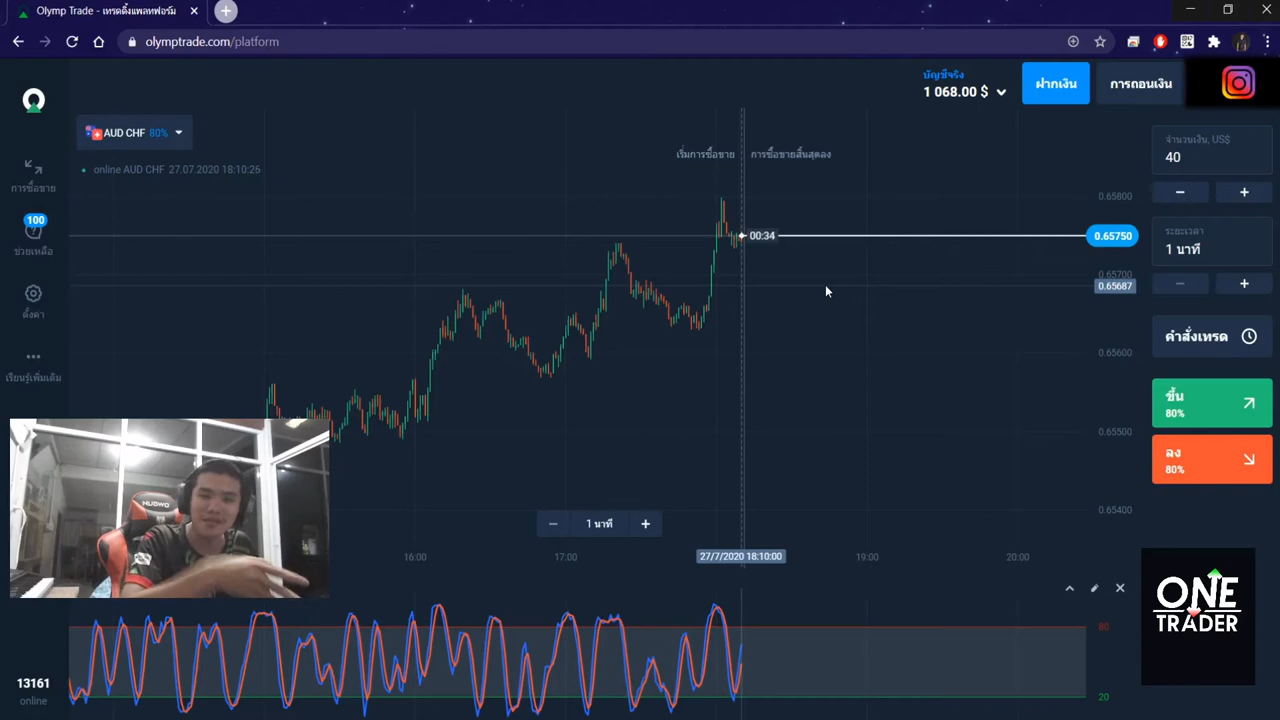 Olymp Trade - เทรดดิ้งแพลทฟอร์ม
olymptrade.com/platform
บัญชีจริง
1 068.00 $
ฝากเงิน
การถอนเงิน
AUD CHF 80%
online AUD CHF 27.07.2020 18:10:26
เริ่มการซื้อขาย
การซื้อขายสิ้นสุดลง
การซื้อขาย
100
ช่วยเหลือ
ตั้งค่า
เรียนรู้เพิ่มเติม
00:34
0.65800
0.65750
0.65700
0.65687
0.65600
0.65500
0.65400
จำนวนเงิน, US$
40
ระยะเวลา
1 นาที
คำสั่งเทรด
ขึ้น
80%
ลง
80%
1 นาที
16:00
17:00
27/7/2020 18:10:00
19:00
20:00
80
20
13161
online
ONE
TRADER